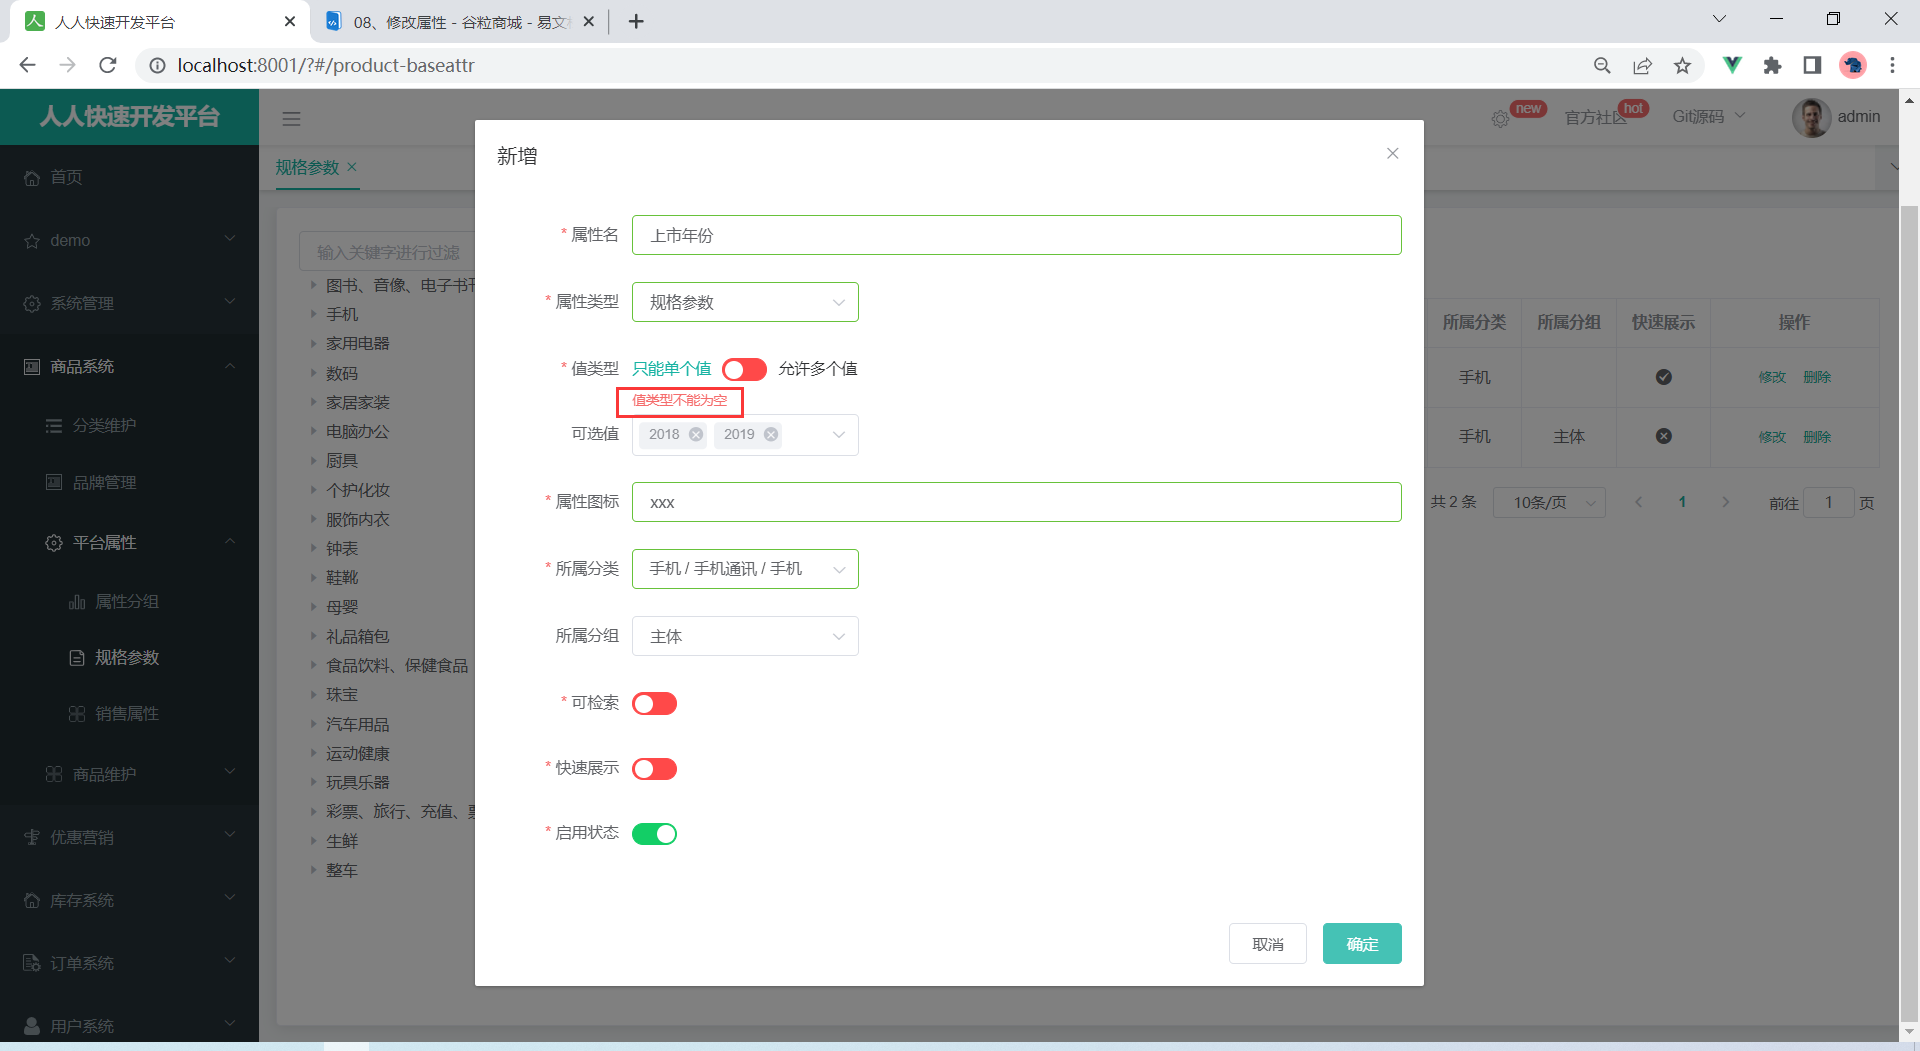 人人快速开发平台
08、修改属性 - 谷粒商城 - 易文
localhost:8001/?#/product-baseattr
人人快速开发平台
new
官方社区
hot
Git源码
admin
规格参数
首页
demo
系统管理
商品系统
分类维护
品牌管理
平台属性
属性分组
规格参数
销售属性
商品维护
优惠营销
库存系统
订单系统
用户系统
输入关键字进行过滤
图书、音像、电子书刊
手机
家用电器
数码
家居家装
电脑办公
厨具
个护化妆
服饰内衣
钟表
鞋靴
母婴
礼品箱包
食品饮料、保健食品
珠宝
汽车用品
运动健康
玩具乐器
彩票、旅行、充值、
生鲜
整车
新增
* 属性名 上市年份
* 属性类型 规格参数
* 值类型 只能单个值 允许多个值
值类型不能为空
可选值 2018 2019
* 属性图标 xxx
* 所属分类 手机 / 手机通讯 / 手机
所属分组 主体
* 可检索
* 快速展示
* 启用状态
取消 确定
所属分类 所属分组 快速展示 操作
手机 修改 删除
手机 主体 修改 删除
共 2 条 10条/页 1 前往 1 页